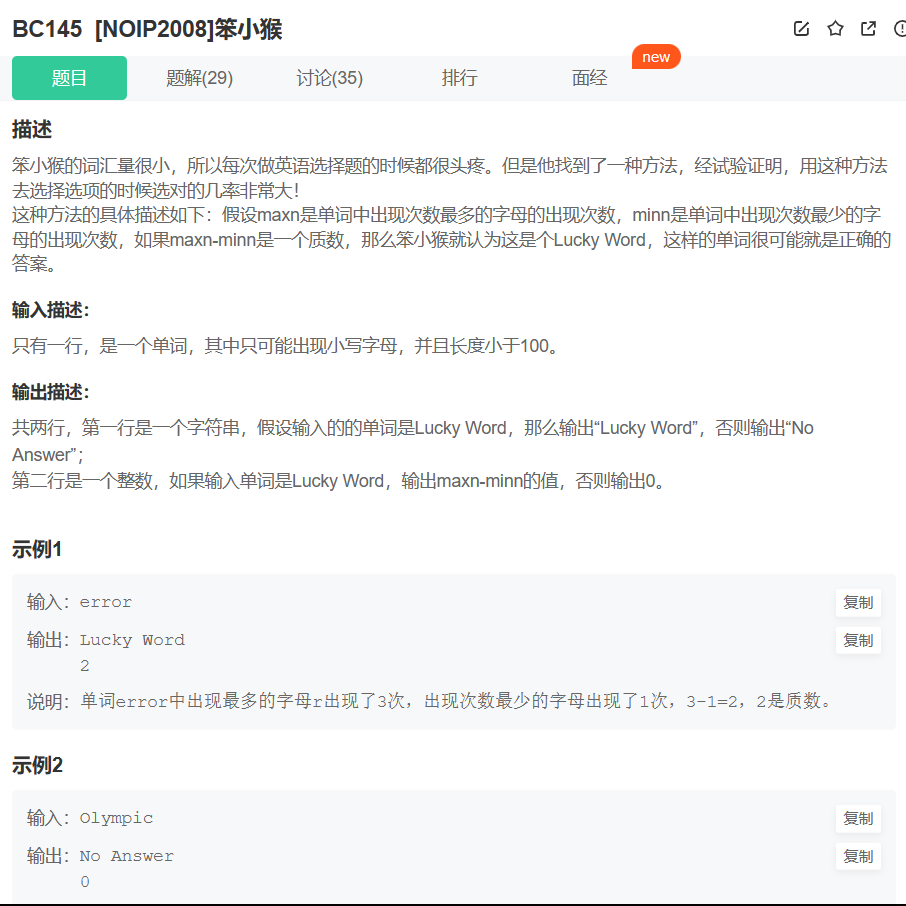 BC145 [NOIP2008]笨小猴
题目 题解(29) 讨论(35) 排行 面经 new
描述
笨小猴的词汇量很小，所以每次做英语选择题的时候都很头疼。但是他找到了一种方法，经试验证明，用这种方法
去选择选项的时候选对的几率非常大！
这种方法的具体描述如下：假设maxn是单词中出现次数最多的字母的出现次数，minn是单词中出现次数最少的字
母的出现次数，如果maxn-minn是一个质数，那么笨小猴就认为这是个Lucky Word，这样的单词很可能就是正确的
答案。
输入描述：
只有一行，是一个单词，其中只可能出现小写字母，并且长度小于100。
输出描述：
共两行，第一行是一个字符串，假设输入的的单词是Lucky Word，那么输出“Lucky Word”，否则输出“No
Answer”；
第二行是一个整数，如果输入单词是Lucky Word，输出maxn-minn的值，否则输出0。
示例1
输入：error 复制
输出：Lucky Word 复制
2
说明：单词error中出现最多的字母r出现了3次，出现次数最少的字母出现了1次，3-1=2，2是质数。
示例2
输入：Olympic 复制
输出：No Answer 复制
0